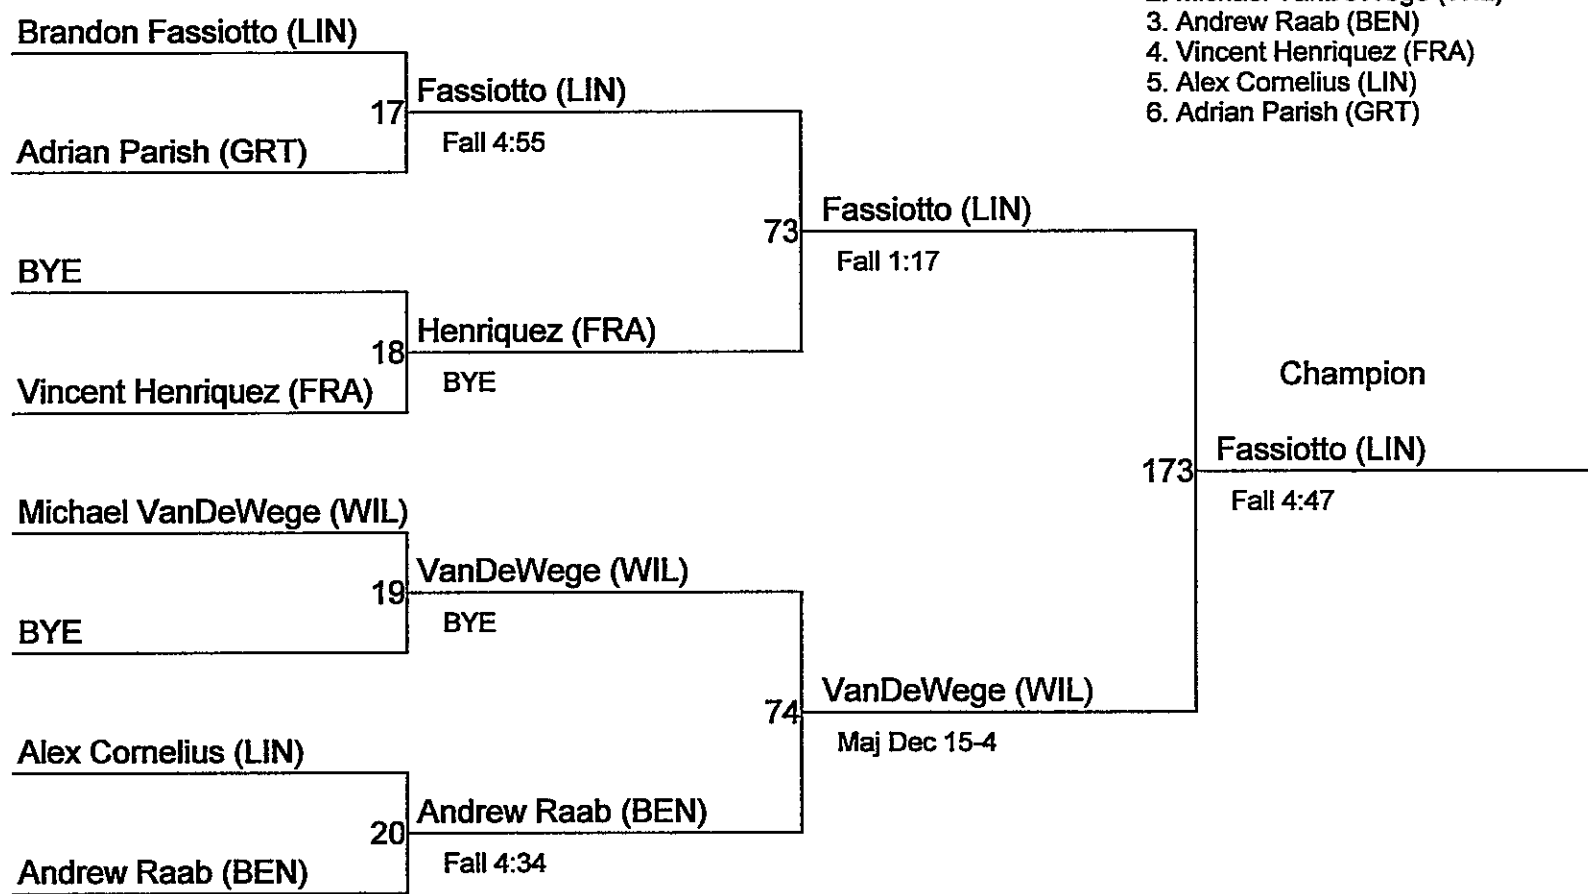 Brandon Fassiotto (LIN)
3. Andrew Raab (BEN)
4. Vincent Henriquez (FRA)
5. Alex Cornelius (LIN)
6. Adrian Parish (GRT)
17 Fassiotto (LIN)
Fall 4:55
Adrian Parish (GRT)
73 Fassiotto (LIN)
Fall 1:17
BYE
18 Henriquez (FRA)
BYE
Vincent Henriquez (FRA)
Champion
173 Fassiotto (LIN)
Fall 4:47
Michael VanDeWege (WIL)
19 VanDeWege (WIL)
BYE
BYE
74 VanDeWege (WIL)
Maj Dec 15-4
Alex Cornelius (LIN)
20 Andrew Raab (BEN)
Fall 4:34
Andrew Raab (BEN)